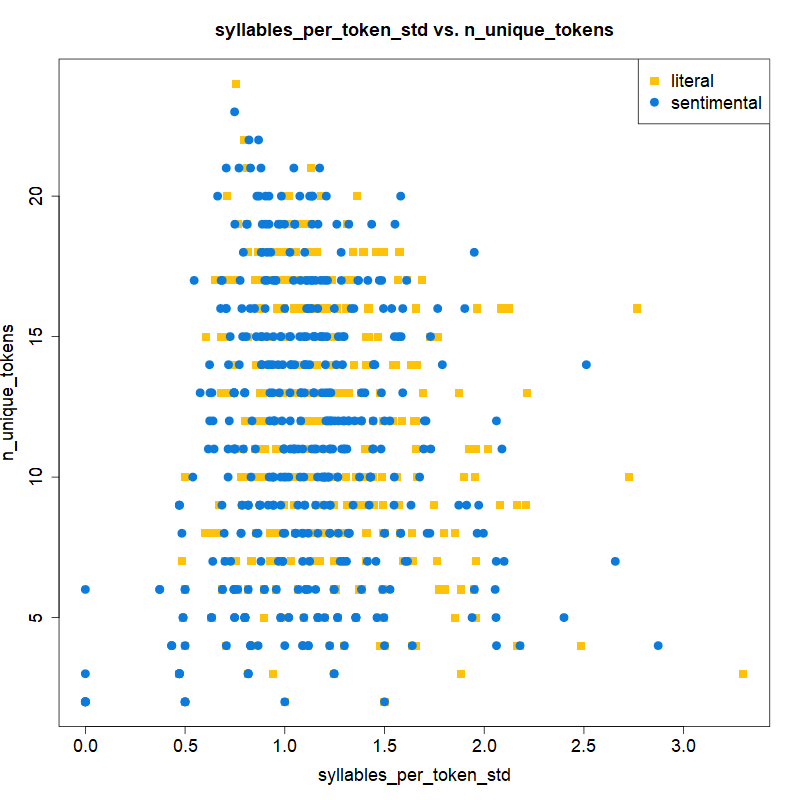 syllables_per_token_std vs. n_unique_tokens
literal
sentimental
n_unique_tokens
20
15
10
5
0.0 0.5 1.0 1.5 2.0 2.5 3.0
syllables_per_token_std